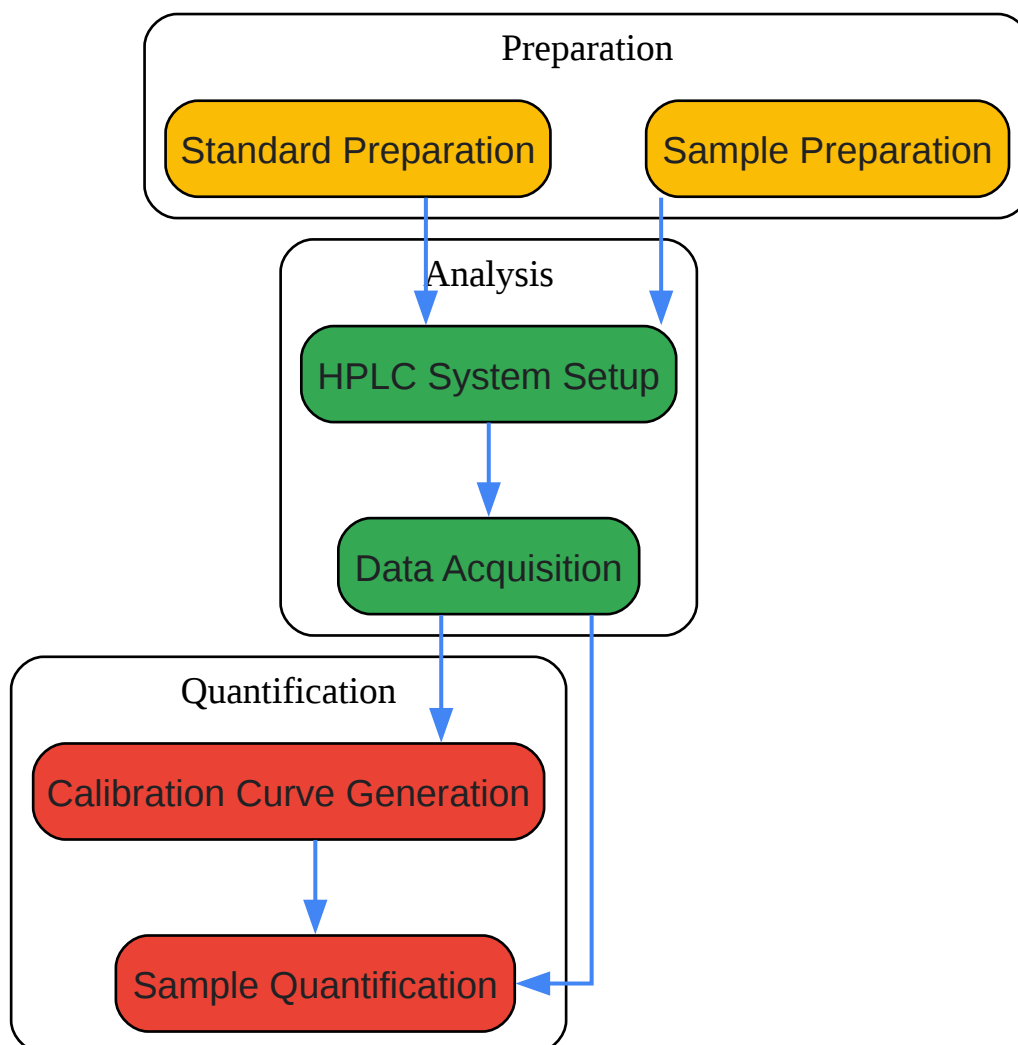 Preparation
Standard Preparation
Sample Preparation
Analysis
HPLC System Setup
Data Acquisition
Quantification
Calibration Curve Generation
Sample Quantification